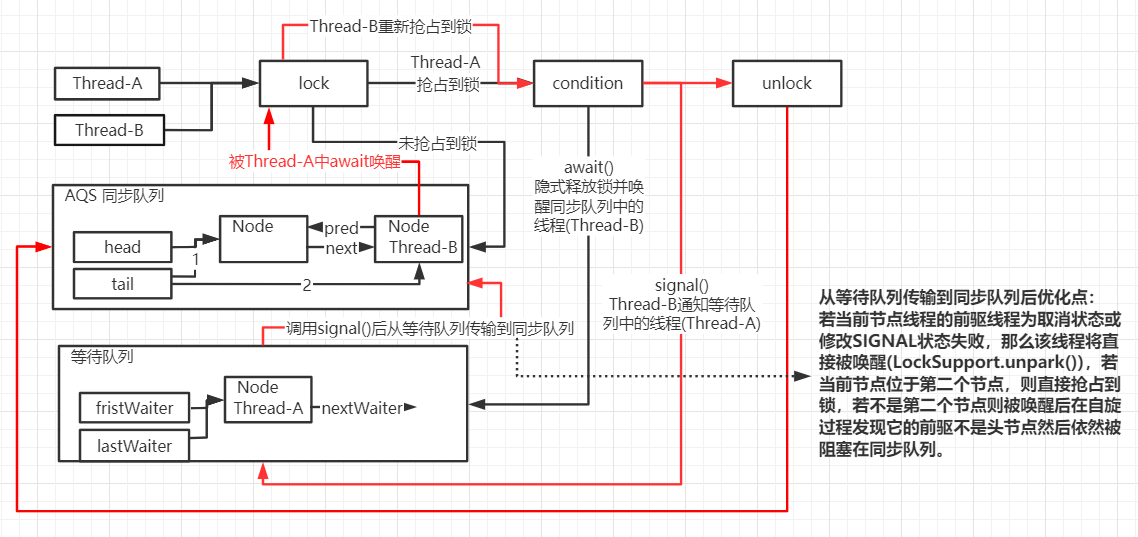 Thread-B重新抢占到锁
Thread-A
抢占到锁
Thread-A
lock
condition
unlock
Thread-B
未抢占到锁
被Thread-A中await唤醒
await()
隐式释放锁并唤
醒同步队列中的
线程(Thread-B)
AQS 同步队列
head
Node
pred
next
Node
Thread-B
1
tail
2
signal()
Thread-B通知等待队
列中的线程(Thread-A)
调用signal()后从等待队列传输到同步队列
等待队列
fristWaiter
Node
Thread-A
nextWaiter
lastWaiter
从等待队列传输到同步队列后优化点：
若当前节点线程的前驱线程为取消状态或
修改SIGNAL状态失败，那么该线程将直
接被唤醒(LockSupport.unpark())，若
当前节点位于第二个节点，则直接抢占到
锁，若不是第二个节点则被唤醒后在自旋
过程发现它的前驱不是头节点然后依然被
阻塞在同步队列。